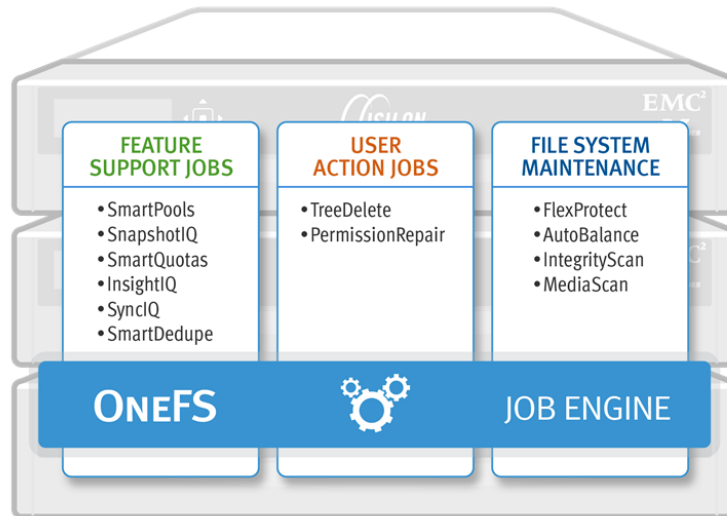 ISILON
EMC²
FEATURE
SUPPORT JOBS
• SmartPools
• SnapshotIQ
• SmartQuotas
• InsightIQ
• SyncIQ
• SmartDedupe
USER
ACTION JOBS
• TreeDelete
• PermissionRepair
FILE SYSTEM
MAINTENANCE
• FlexProtect
• AutoBalance
• IntegrityScan
• MediaScan
ONEFS
JOB ENGINE